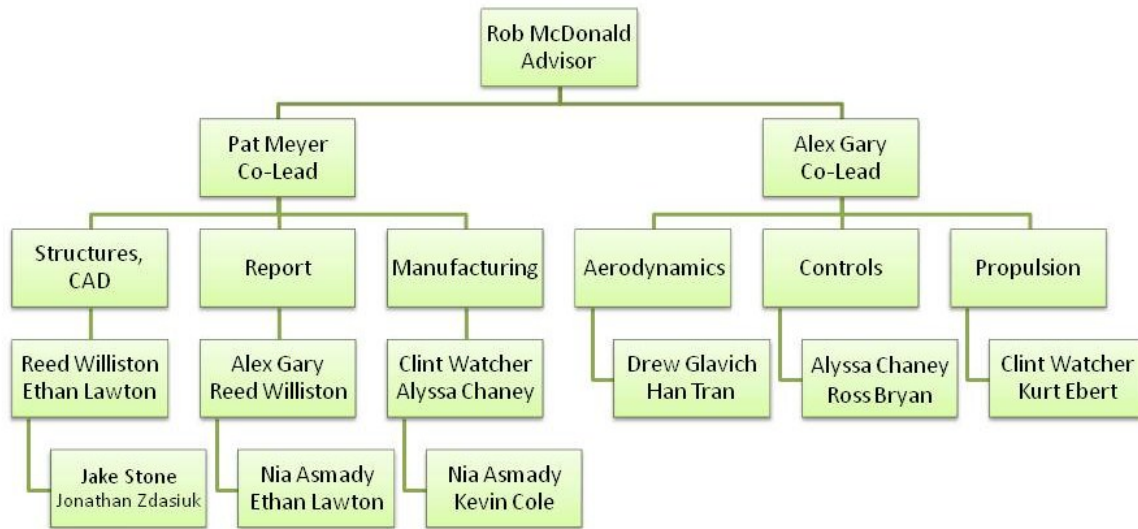 Rob McDonald
Advisor
Pat Meyer
Co-Lead
Alex Gary
Co-Lead
Structures,
CAD
Report
Manufacturing
Aerodynamics
Controls
Propulsion
Reed Williston
Ethan Lawton
Alex Gary
Reed Williston
Clint Watcher
Alyssa Chaney
Drew Glavich
Han Tran
Alyssa Chaney
Ross Bryan
Clint Watcher
Kurt Ebert
Jake Stone
Jonathan Zdasiuk
Nia Asmady
Ethan Lawton
Nia Asmady
Kevin Cole